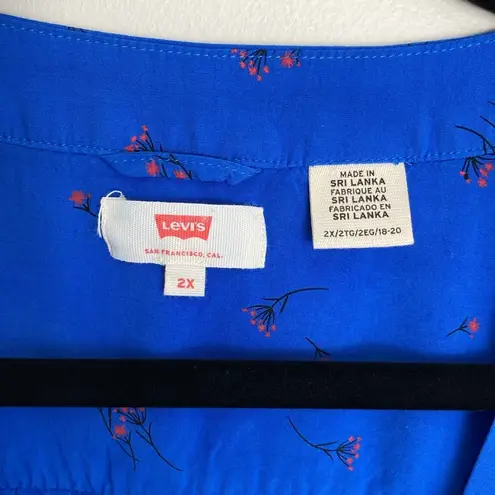 LEVI'S
SAN FRANCISCO, CAL.
2X
MADE IN
SRI LANKA
FABRIQUE AU
SRI LANKA
FABRICADO EN
SRI LANKA
2X/2TG/2EG/18-20